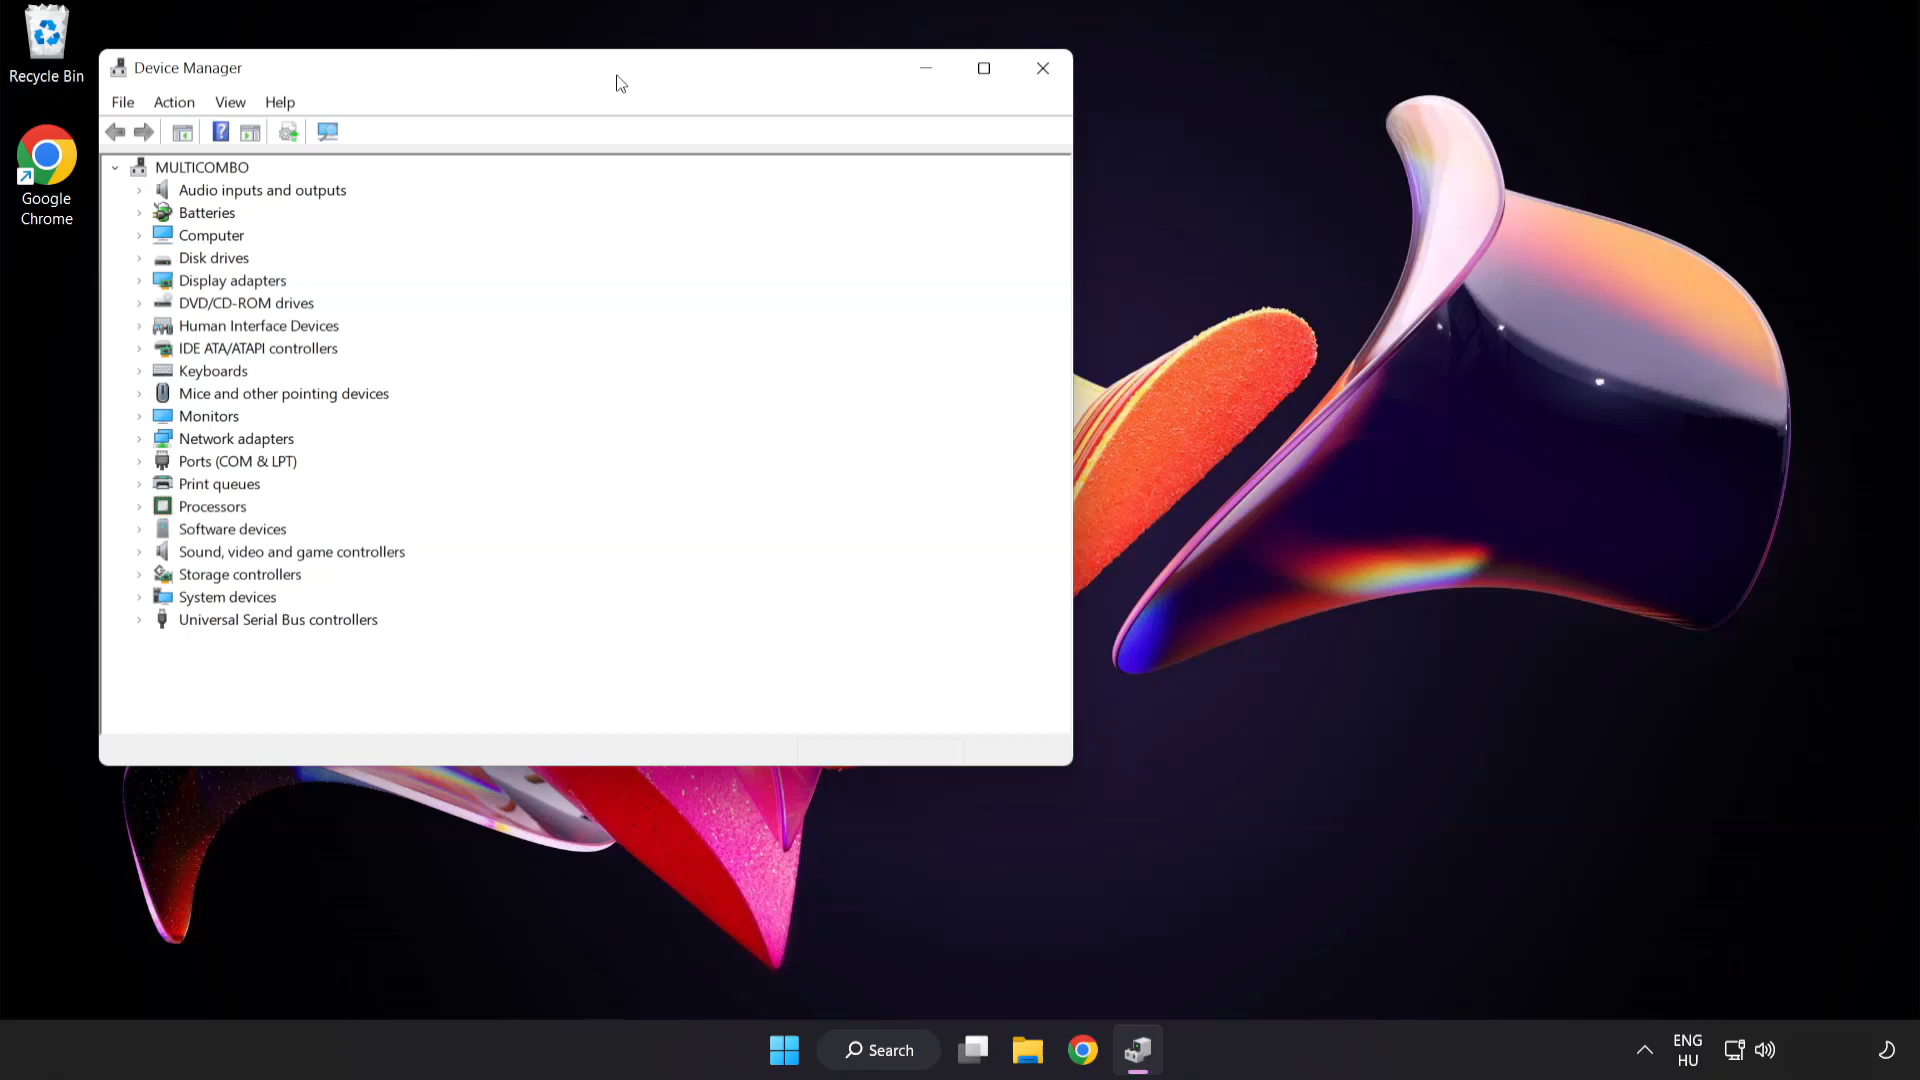 Recycle Bin
Google
Chrome
Device Manager
File Action View Help
MULTICOMBO
Audio inputs and outputs
Batteries
Computer
Disk drives
Display adapters
DVD/CD-ROM drives
Human Interface Devices
IDE ATA/ATAPI controllers
Keyboards
Mice and other pointing devices
Monitors
Network adapters
Ports (COM & LPT)
Print queues
Processors
Software devices
Sound, video and game controllers
Storage controllers
System devices
Universal Serial Bus controllers
Search
ENG
HU